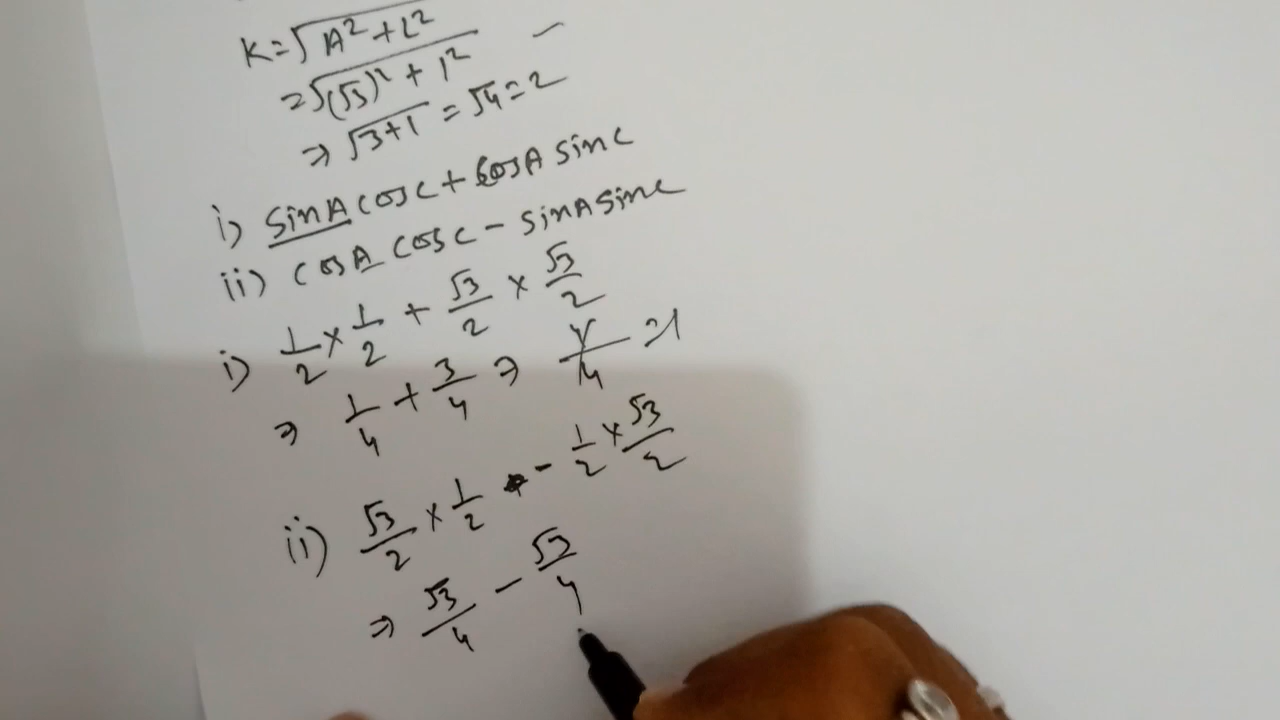 K=√A²+L²
=√(√3)²+1²
⇒ √3+1 = √4=2
i) sinA cosc + cosA sinc
ii) cosA cosc - sinA sinc
i) 1/2 × 1/2 + √3/2 × √3/2
⇒ 1/4 + 3/4 ⇒ 4/4 =1
ii) √3/2 × 1/2 - 1/2 × √3/2
⇒ √3/4 - √3/4